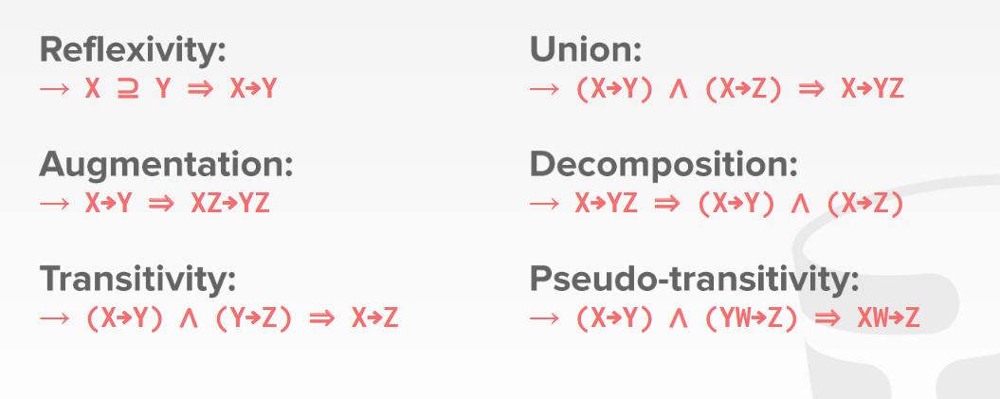 Reflexivity:
→ X ⊇ Y ⇒ X→Y
Augmentation:
→ X→Y ⇒ XZ→YZ
Transitivity:
→ (X→Y) ∧ (Y→Z) ⇒ X→Z
Union:
→ (X→Y) ∧ (X→Z) ⇒ X→YZ
Decomposition:
→ X→YZ ⇒ (X→Y) ∧ (X→Z)
Pseudo-transitivity:
→ (X→Y) ∧ (YW→Z) ⇒ XW→Z